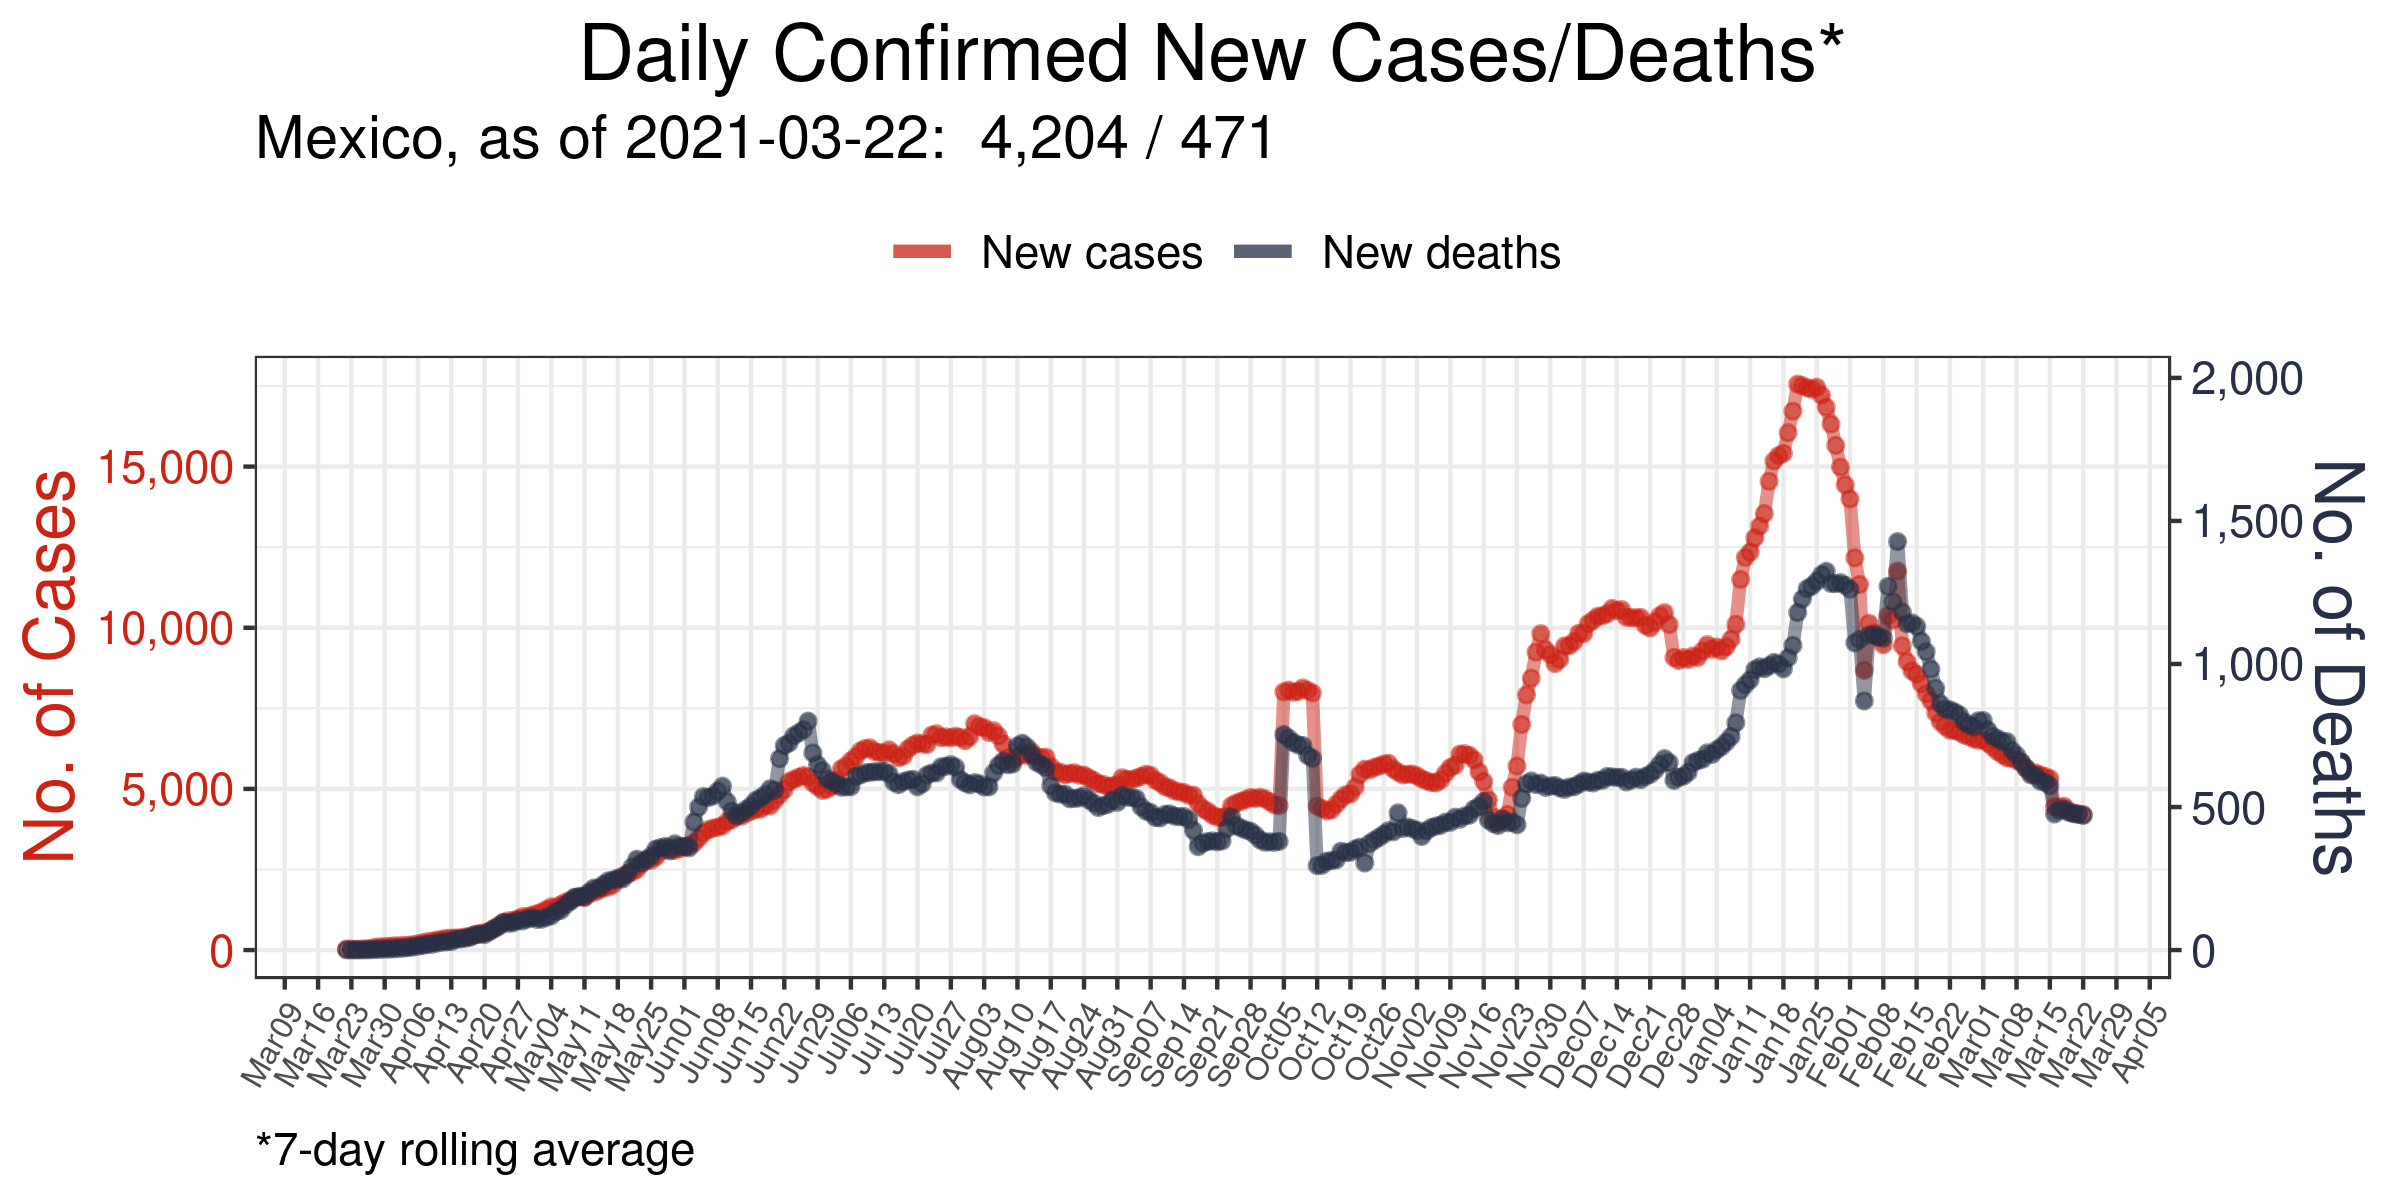 Daily Confirmed New Cases/Deaths*
Mexico, as of 2021-03-22:  4,204 / 471
New cases
New deaths
No. of Cases
15,000
10,000
5,000
0
2,000
1,500
1,000
500
0
No. of Deaths
Mar09
Mar16
Mar23
Mar30
Apr06
Apr13
Apr20
Apr27
May04
May11
May18
May25
Jun01
Jun08
Jun15
Jun22
Jun29
Jul06
Jul13
Jul20
Jul27
Aug03
Aug10
Aug17
Aug24
Aug31
Sep07
Sep14
Sep21
Sep28
Oct05
Oct12
Oct19
Oct26
Nov02
Nov09
Nov16
Nov23
Nov30
Dec07
Dec14
Dec21
Dec28
Jan04
Jan11
Jan18
Jan25
Feb01
Feb08
Feb15
Feb22
Mar01
Mar08
Mar15
Mar22
Mar29
Apr05
*7-day rolling average